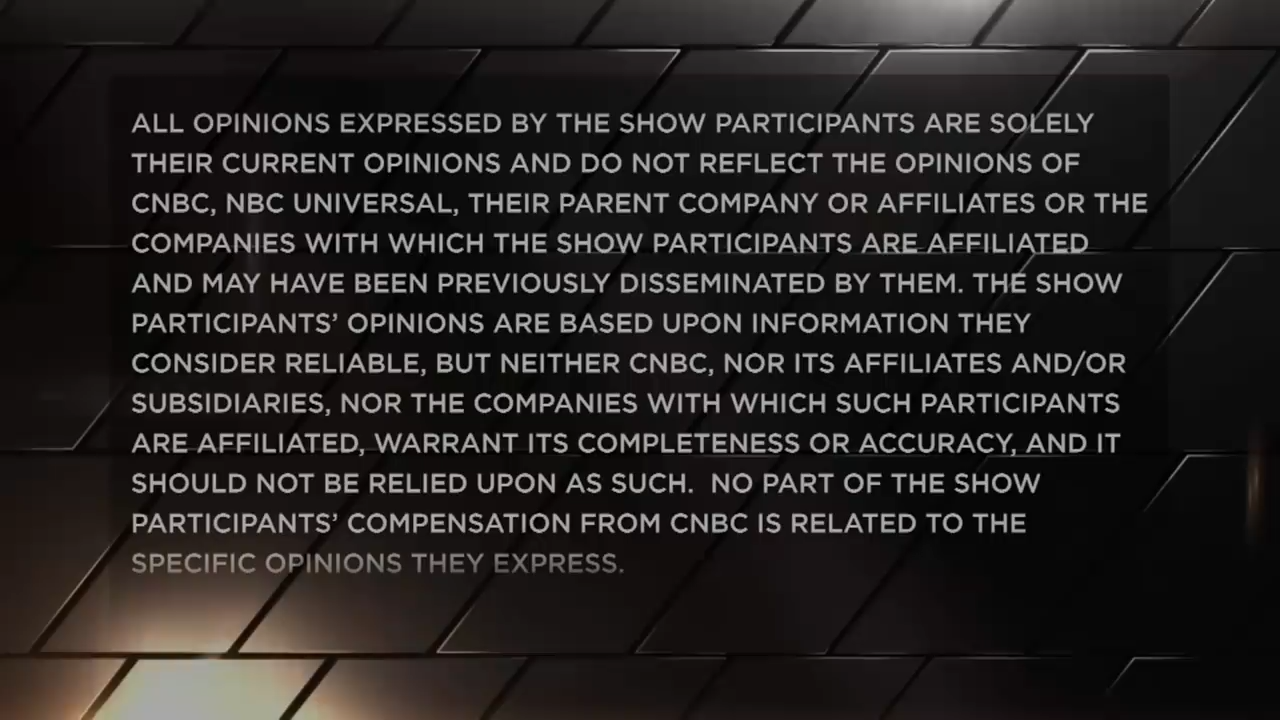 ALL OPINIONS EXPRESSED BY THE SHOW PARTICIPANTS ARE SOLELY
THEIR CURRENT OPINIONS AND DO NOT REFLECT THE OPINIONS OF
CNBC, NBC UNIVERSAL, THEIR PARENT COMPANY OR AFFILIATES OR THE
COMPANIES WITH WHICH THE SHOW PARTICIPANTS ARE AFFILIATED
AND MAY HAVE BEEN PREVIOUSLY DISSEMINATED BY THEM. THE SHOW
PARTICIPANTS’ OPINIONS ARE BASED UPON INFORMATION THEY
CONSIDER RELIABLE, BUT NEITHER CNBC, NOR ITS AFFILIATES AND/OR
SUBSIDIARIES, NOR THE COMPANIES WITH WHICH SUCH PARTICIPANTS
ARE AFFILIATED, WARRANT ITS COMPLETENESS OR ACCURACY, AND IT
SHOULD NOT BE RELIED UPON AS SUCH.  NO PART OF THE SHOW
PARTICIPANTS’ COMPENSATION FROM CNBC IS RELATED TO THE
SPECIFIC OPINIONS THEY EXPRESS.